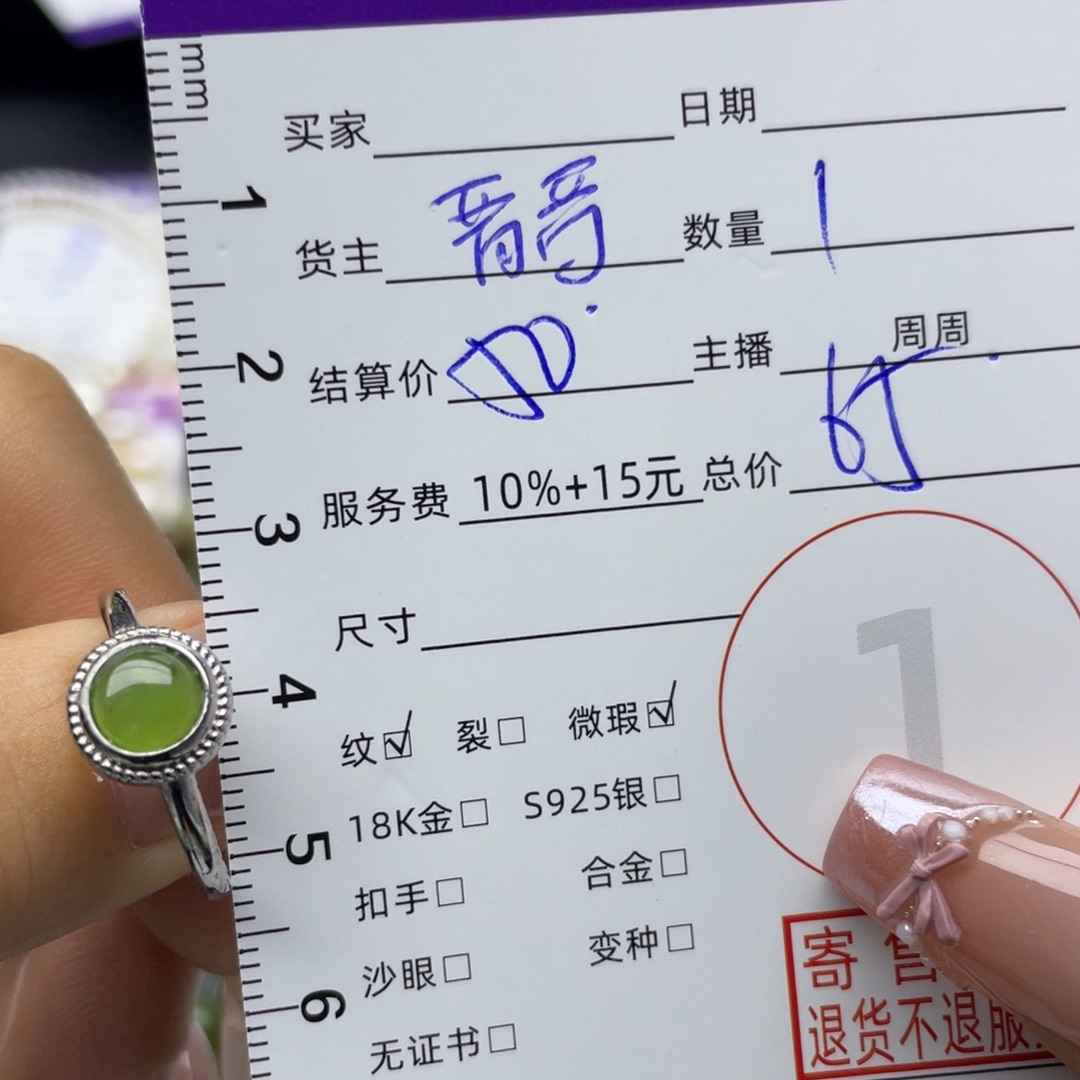 mm
买家 日期
1
货主 晋哥 数量 1
2
结算价 主播 周周
3
服务费 10%+15元 总价 65
尺寸
1
4
纹☑ 裂☐ 微瑕☑
18K金☐ S925银☐
5
扣手☐ 合金☐
沙眼☐ 变种☐
6
无证书☐
寄售
退货不退服